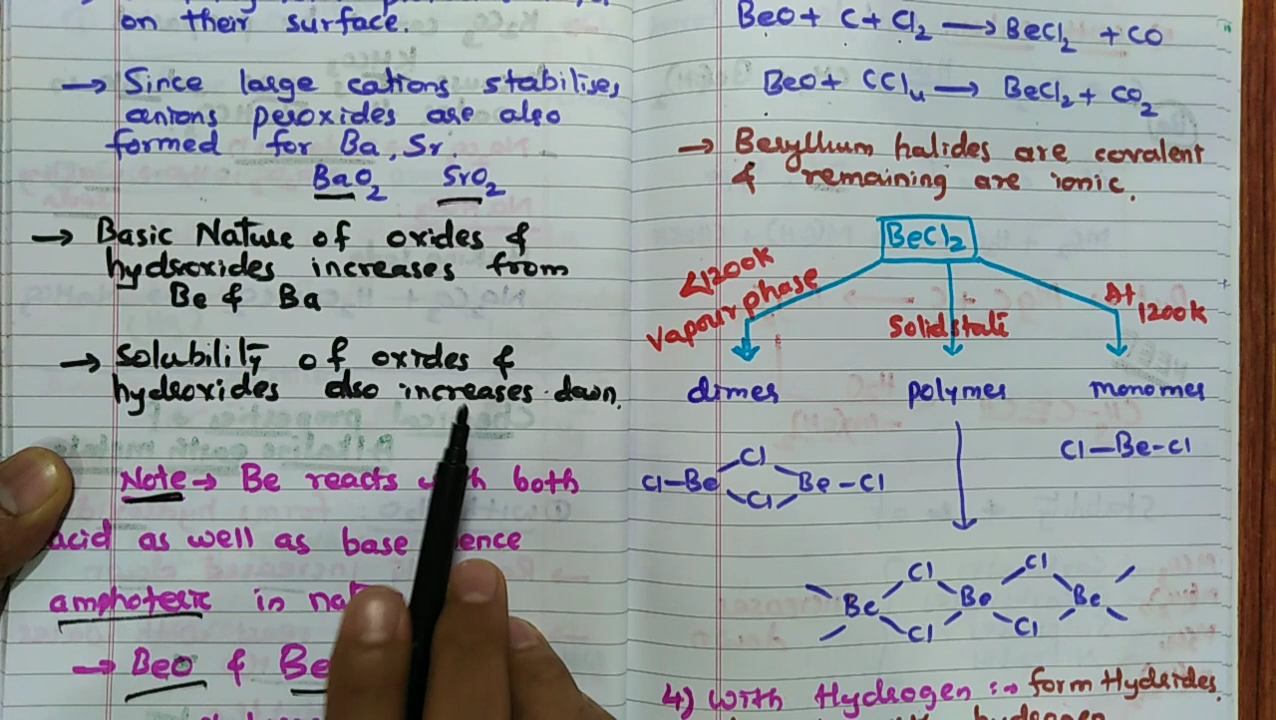 on their surface.
→ Since large cations stabilises
anions peroxides are also
formed for Ba, Sr.
BaO2 SrO2
→ Basic Nature of oxides &
hydroxides increases from
Be & Ba
→ Solubility of oxides &
hydroxides also increases down.
Note → Be reacts with both
acid as well as base hence
amphoteric in
→ BeO & Be
BeO + C + Cl2 → BeCl2 + CO
BeO + CCl4 → BeCl2 + CO2
→ Beryllium halides are covalent
& remaining are ionic.
BeCl2
<1200k
vapour phase
Solid state
At 1200k
dimer polymer monomer
Cl-Be Cl Cl Be-Cl
Cl-Be-Cl
Cl Cl
Be Be Be
Cl Cl
4) With Hydrogen :→ form Hydrides.
hydrogen